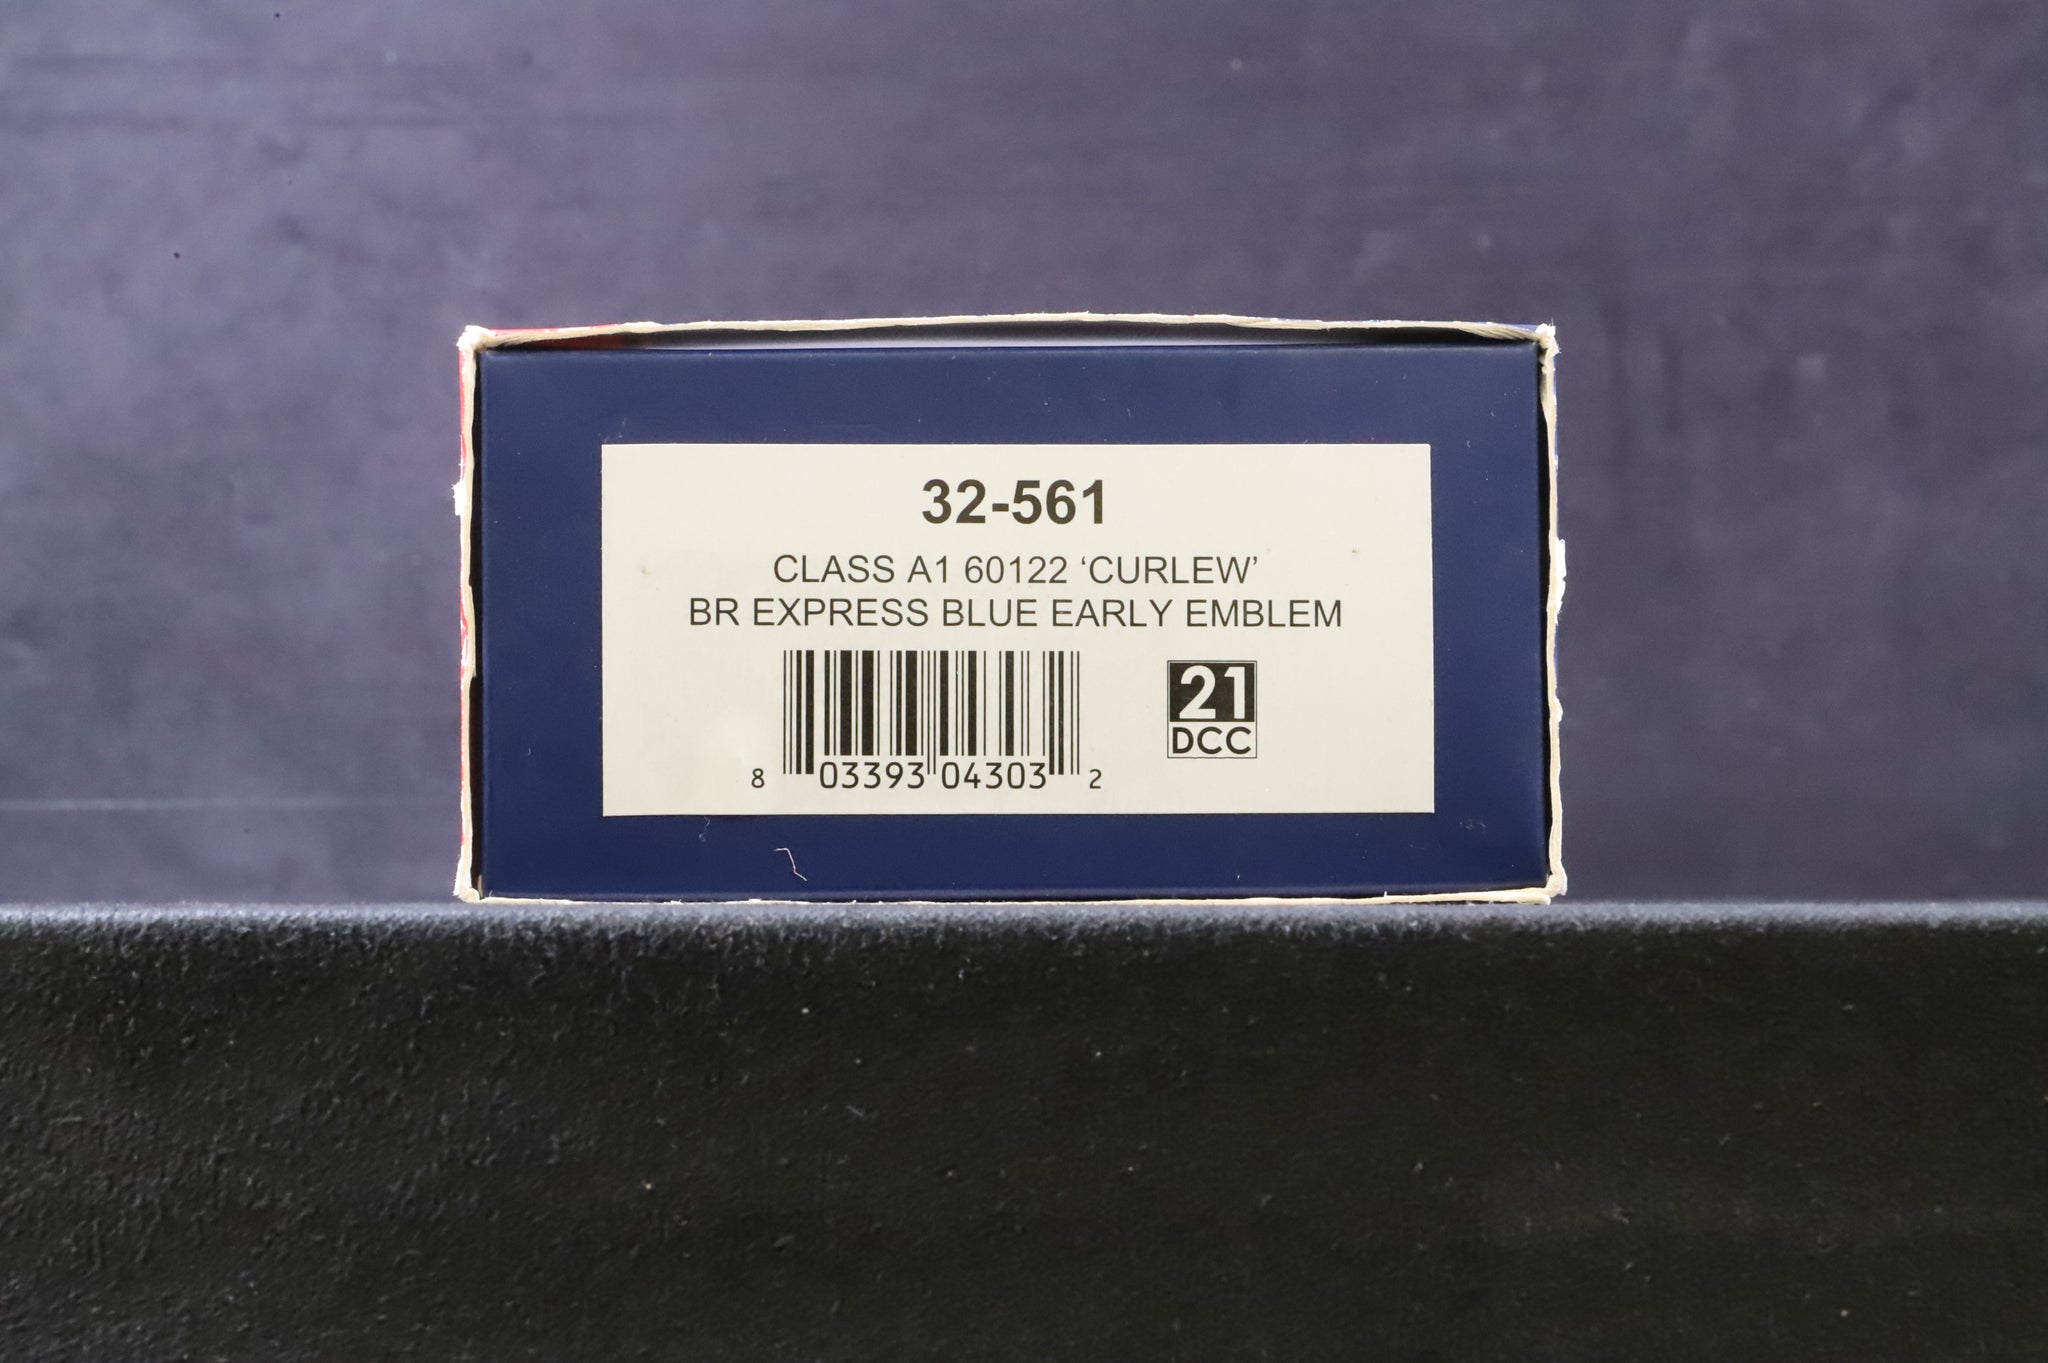 32-561
CLASS A1 60122 ‘CURLEW’
BR EXPRESS BLUE EARLY EMBLEM
8 03393 04303 2
21
DCC